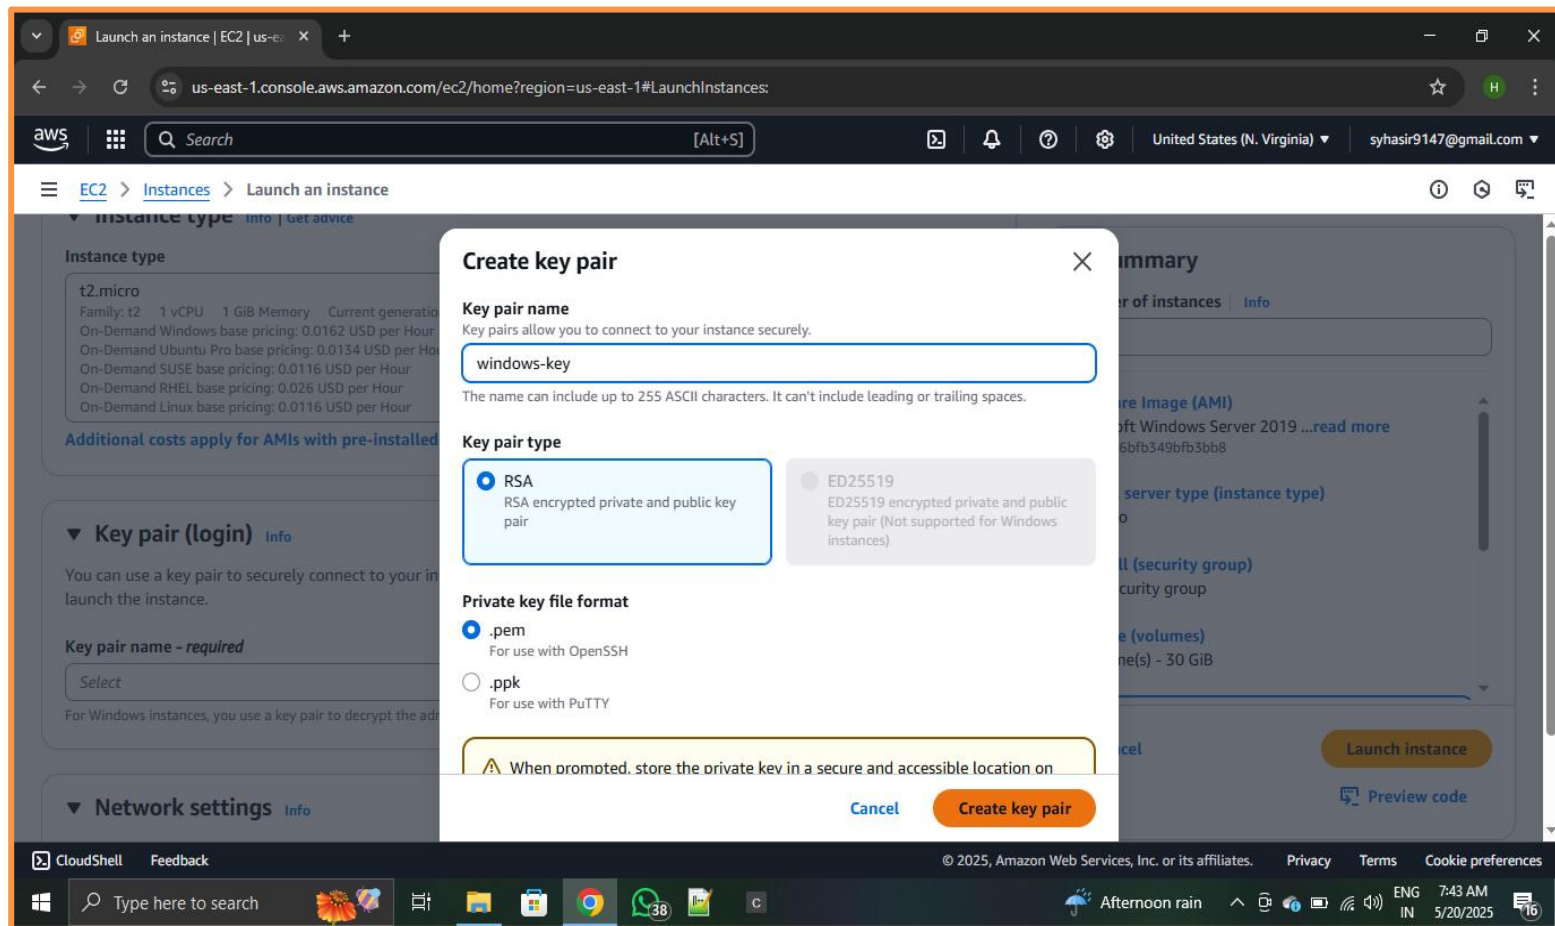 Launch an instance | EC2 | us-ea
us-east-1.console.aws.amazon.com/ec2/home?region=us-east-1#LaunchInstances:
H
aws
Search
[Alt+S]
United States (N. Virginia)
syhasir9147@gmail.com
EC2 > Instances > Launch an instance
Instance type Info | Get advice
Instance type
t2.micro
Family: t2 1 vCPU 1 GiB Memory Current generatio
On-Demand Windows base pricing: 0.0162 USD per Hour
On-Demand Ubuntu Pro base pricing: 0.0134 USD per Hou
On-Demand SUSE base pricing: 0.0116 USD per Hour
On-Demand RHEL base pricing: 0.026 USD per Hour
On-Demand Linux base pricing: 0.0116 USD per Hour
Additional costs apply for AMIs with pre-installed
Key pair (login) Info
You can use a key pair to securely connect to your in
launch the instance.
Key pair name - required
Select
For Windows instances, you use a key pair to decrypt the adr
Network settings Info
Create key pair
Key pair name
Key pairs allow you to connect to your instance securely.
windows-key
The name can include up to 255 ASCII characters. It can't include leading or trailing spaces.
Key pair type
RSA
RSA encrypted private and public key
pair
ED25519
ED25519 encrypted private and public
key pair (Not supported for Windows
instances)
Private key file format
.pem
For use with OpenSSH
.ppk
For use with PuTTY
When prompted, store the private key in a secure and accessible location on
Cancel
Create key pair
mmary
er of instances Info
re Image (AMI)
oft Windows Server 2019 ...read more
6bfb349bfb3bb8
server type (instance type)
o
ll (security group)
curity group
e (volumes)
me(s) - 30 GiB
cel
Launch instance
Preview code
CloudShell
Feedback
© 2025, Amazon Web Services, Inc. or its affiliates.
Privacy
Terms
Cookie preferences
Type here to search
38
C
Afternoon rain
ENG
IN
7:43 AM
5/20/2025
16